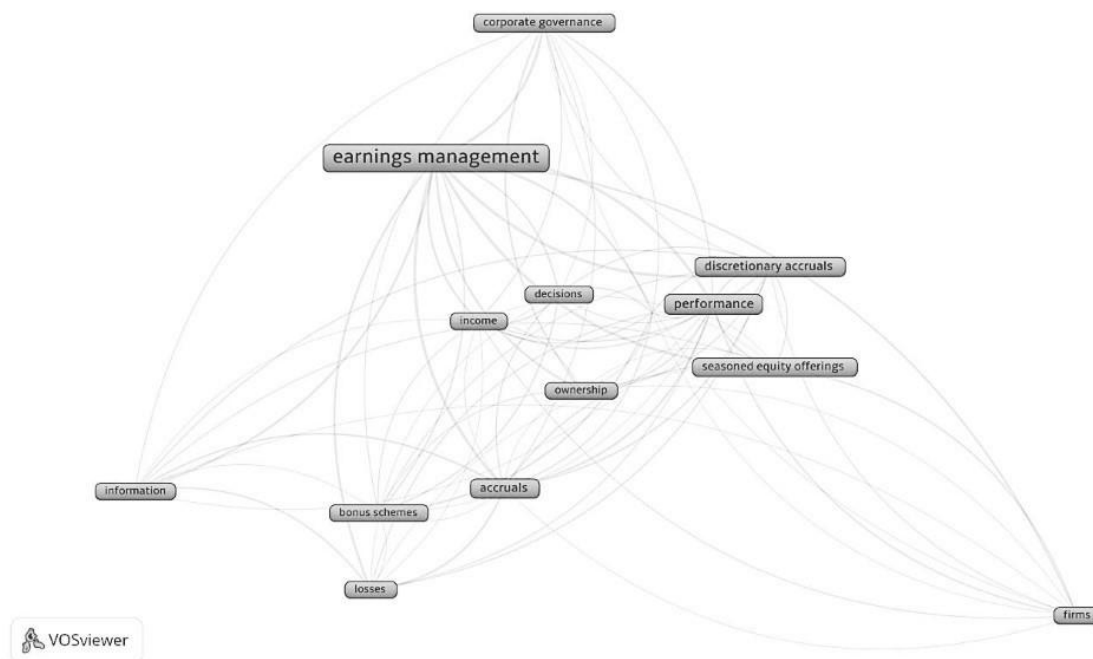 corporate governance
earnings management
discretionary accruals
decisions
performance
income
seasoned equity offerings
ownership
accruals
information
bonus schemes
losses
firms
VOSviewer